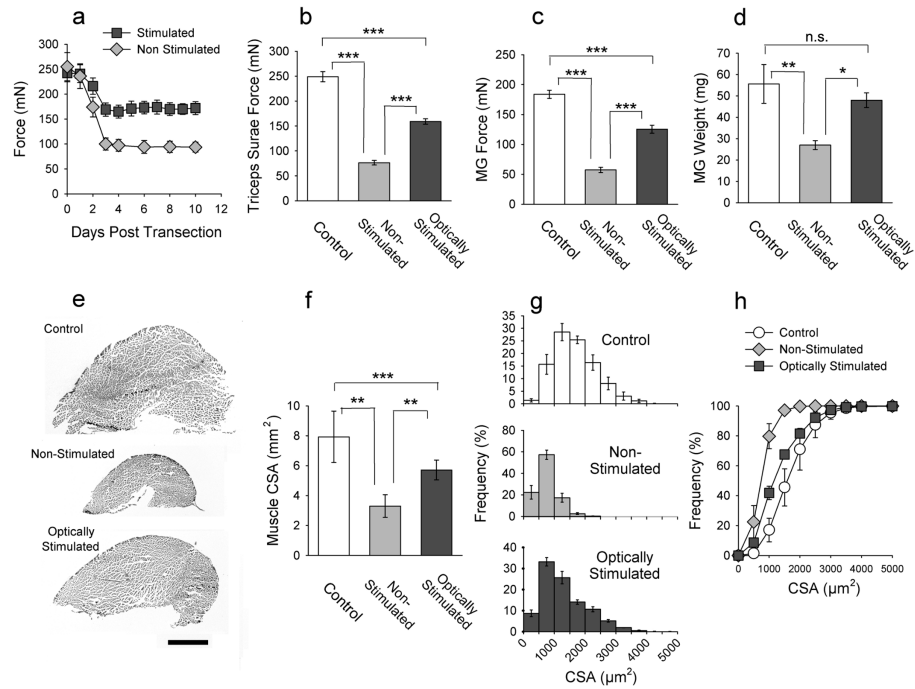 a
Stimulated
Non Stimulated
300
250
200
150
100
50
0
Force (mN)
0 2 4 6 8 10 12
Days Post Transection
b
***
***
***
300
250
200
150
100
50
0
Triceps Surae Force (mN)
Control
Non-
Stimulated
Optically
Stimulated
c
***
***
***
250
200
150
100
50
0
MG Force (mN)
Control
Non-
Stimulated
Optically
Stimulated
d
n.s.
**
*
70
60
50
40
30
20
10
0
MG Weight (mg)
Control
Non-
Stimulated
Optically
Stimulated
e
Control
Non-Stimulated
Optically
Stimulated
f
***
**
**
10
8
6
4
2
0
Muscle CSA (mm²)
Control
Non-
Stimulated
Optically
Stimulated
g
35
30
25
20
15
10
5
0
Control
80
60
40
20
0
Non-
Stimulated
Frequency (%)
40
30
20
10
0
Optically
Stimulated
0 1000 2000 3000 4000 5000
CSA (µm²)
h
Control
Non-Stimulated
Optically Stimulated
100
80
60
40
20
0
Frequency (%)
0 1000 2000 3000 4000 5000
CSA (µm²)